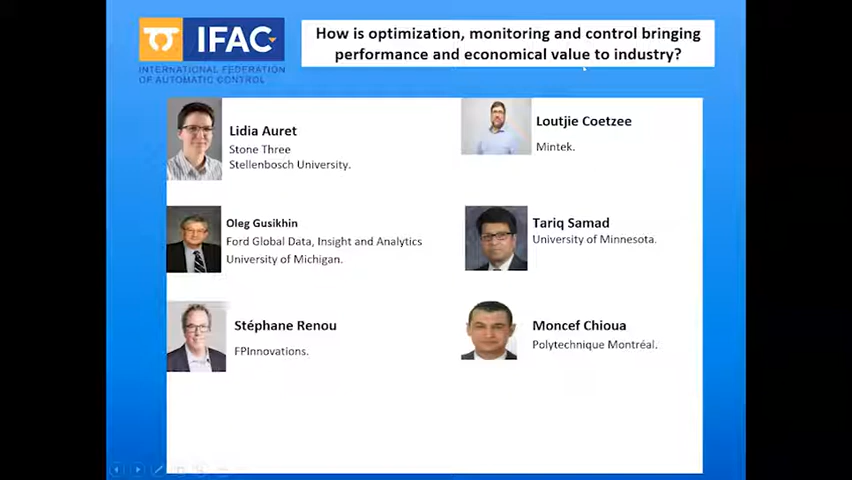 IFAC
INTERNATIONAL FEDERATION
OF AUTOMATIC CONTROL
How is optimization, monitoring and control bringing
performance and economical value to industry?
Lidia Auret
Stone Three
Stellenbosch University.
Loutjie Coetzee
Mintek.
Oleg Gusikhin
Ford Global Data, Insight and Analytics
University of Michigan.
Tariq Samad
University of Minnesota.
Stéphane Renou
FPInnovations.
Moncef Chioua
Polytechnique Montréal.